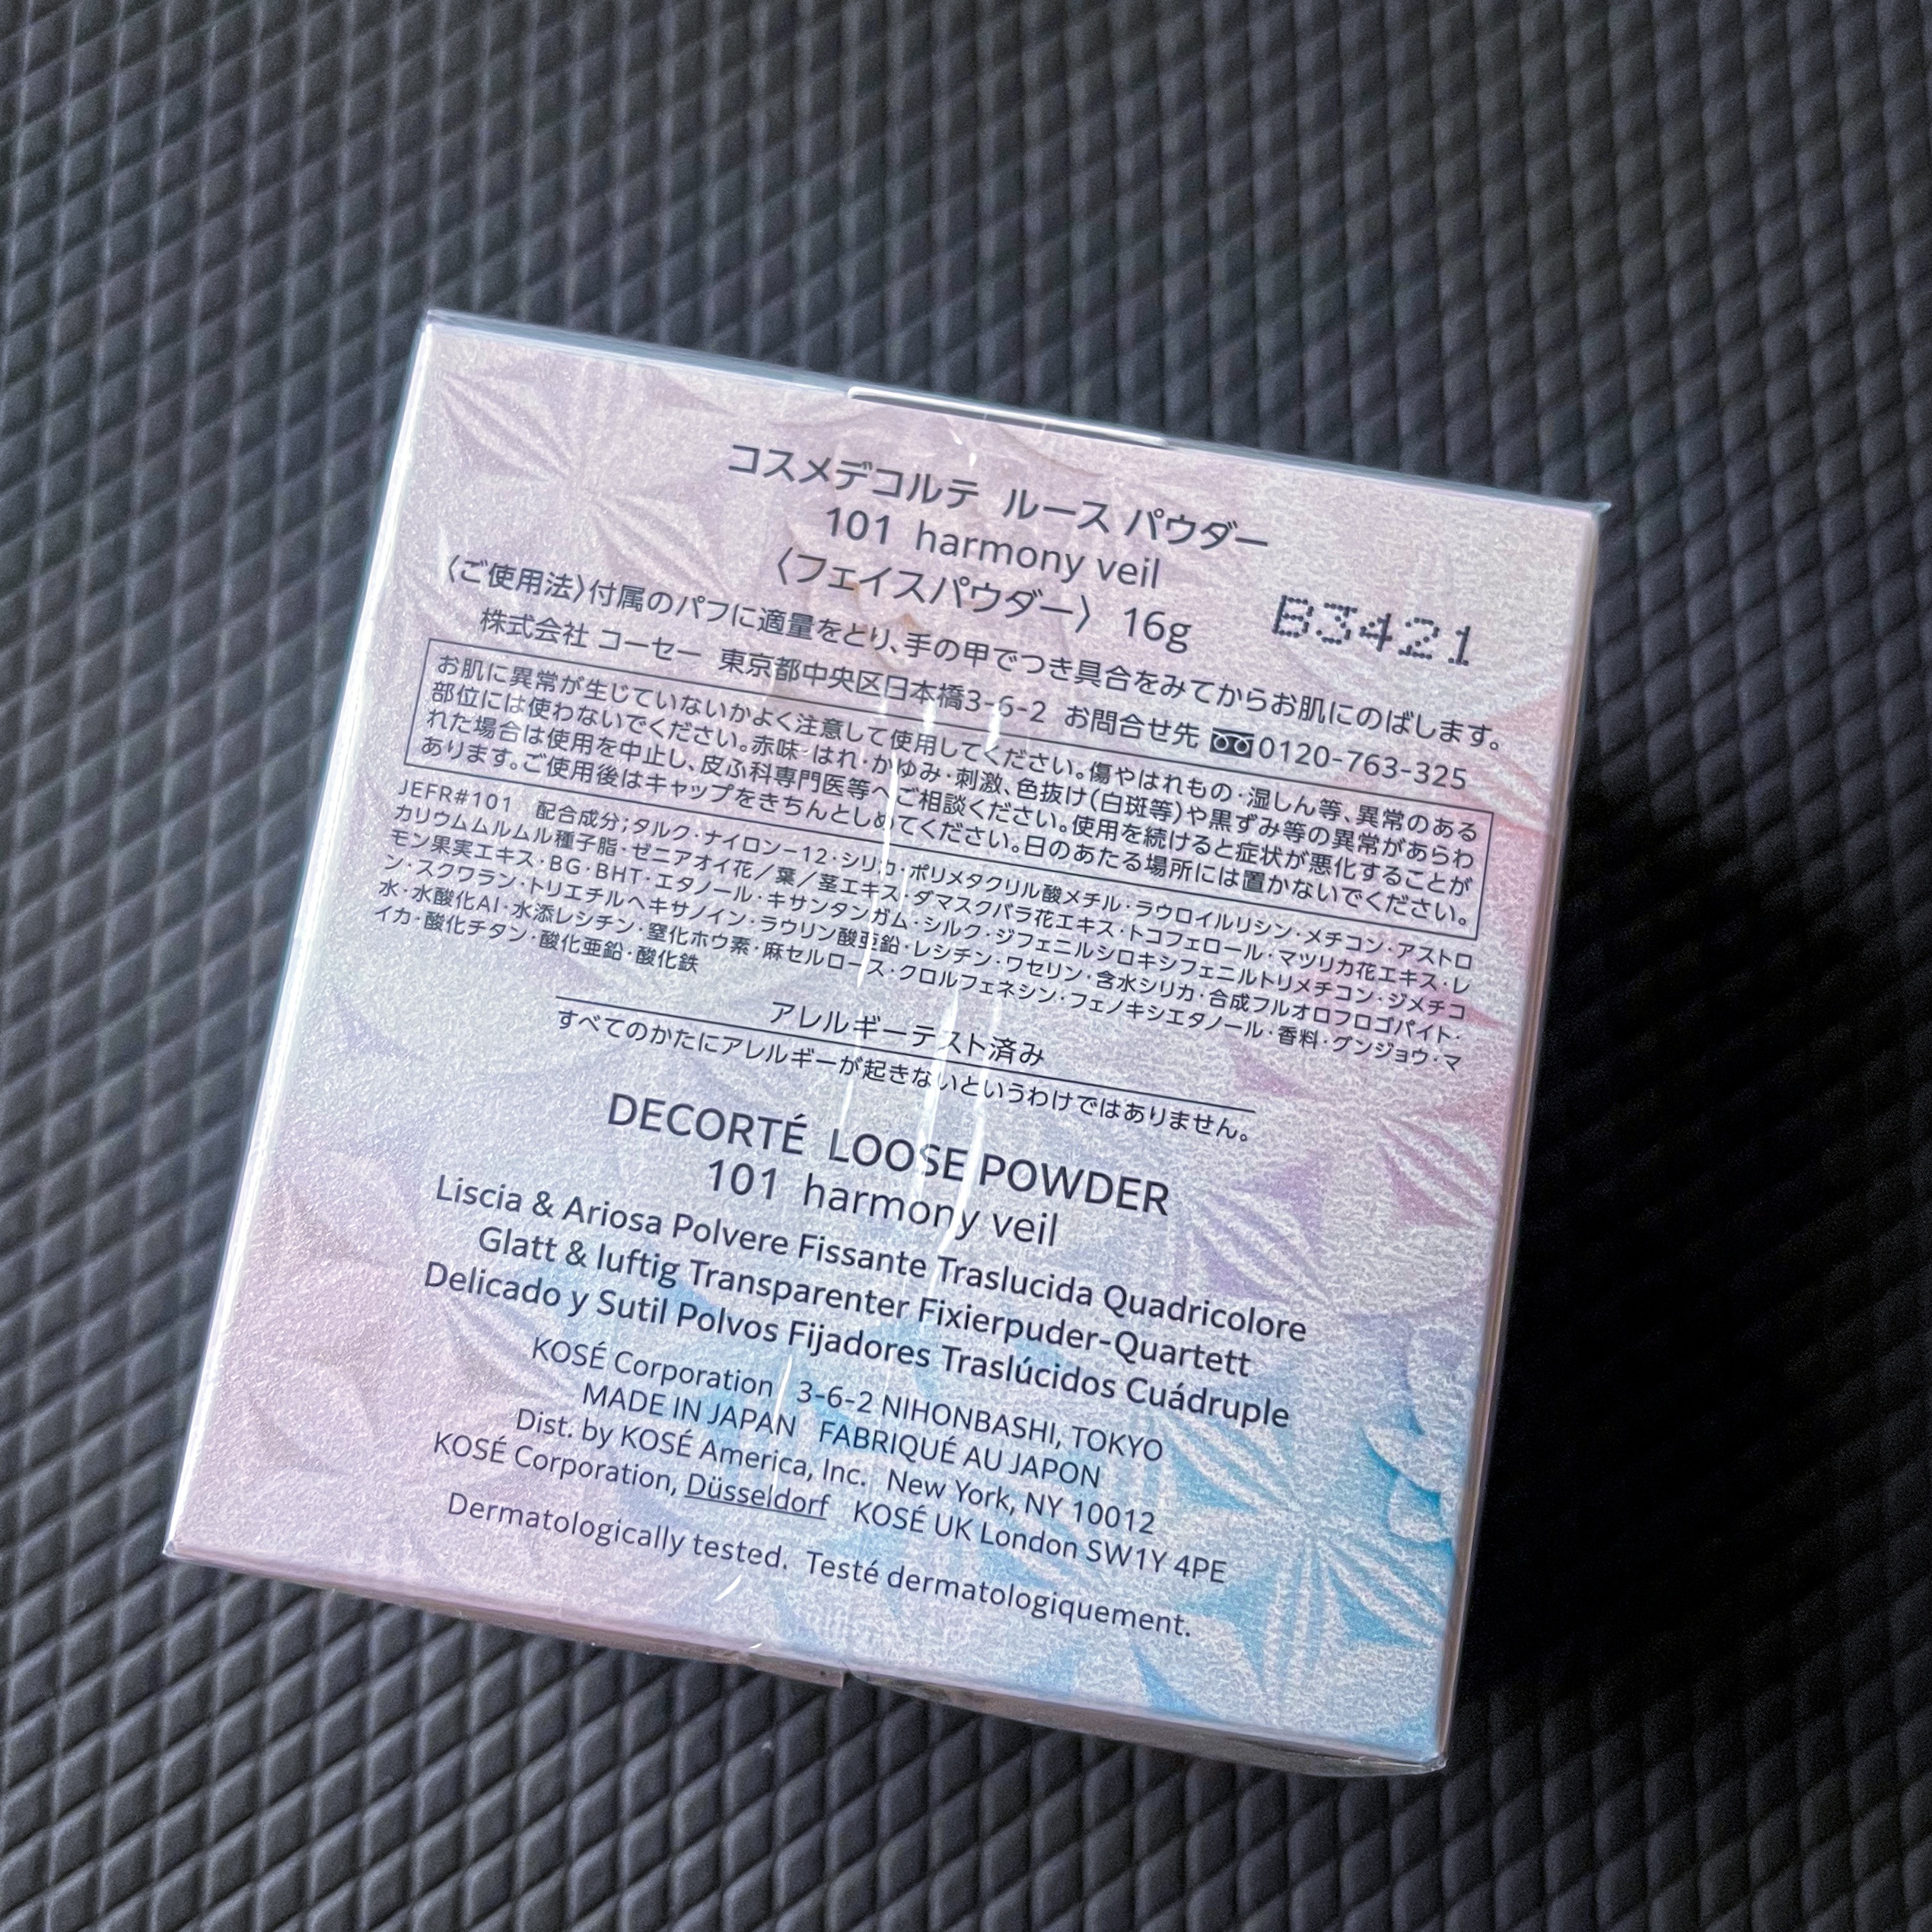 コスメデコルテ ルース パウダー
101 harmony veil
〈フェイスパウダー〉 16g
B3421
〈ご使用法〉付属のパフに適量をとり、手の甲でつき具合をみてからお肌にのばします。
株式会社 コーセー 東京都中央区日本橋3-6-2 お問合せ先 0120-763-325
お肌に異常が生じていないかよく注意して使用してください。傷やはれもの・湿しん等、異常のある
部位には使わないでください。赤味・はれ・かゆみ・刺激、色抜け(白斑等)や黒ずみ等の異常があらわ
れた場合は使用を中止し、皮ふ科専門医等へご相談ください。使用を続けると症状が悪化することが
あります。ご使用後はキャップをきちんとしめてください。日のあたる場所には置かないでください。
JEFR#101 配合成分;タルク・ナイロン-12・シリカ・ポリメタクリル酸メチル・ラウロイルリシン・メチコン・アストロ
カリウムムルムル種子脂・ゼニアオイ花/葉/茎エキス・ダマスクバラ花エキス・トコフェロール・マツリカ花エキス・レ
モン果実エキス・BG・BHT・エタノール・キサンタンガム・シルク・ジフェニルシロキシフェニルトリメチコン・ジメチコ
ン・スクワラン・トリエチルヘキサノイン・ラウリン酸亜鉛・レシチン・ワセリン・含水シリカ・合成フルオロフロゴパイト・
水・水酸化Al・水添レシチン・窒化ホウ素・麻セルロース・クロルフェネシン・フェノキシエタノール・香料・グンジョウ・マ
イカ・酸化チタン・酸化亜鉛・酸化鉄
アレルギーテスト済み
すべてのかたにアレルギーが起きないというわけではありません。
DECORTÉ LOOSE POWDER
101 harmony veil
Liscia & Ariosa Polvere Fissante Traslucida Quadricolore
Glatt & luftig Transparenter Fixierpuder-Quartett
Delicado y Sutil Polvos Fijadores Traslúcidos Cuádruple
KOSÉ Corporation 3-6-2 NIHONBASHI, TOKYO
MADE IN JAPAN FABRIQUÉ AU JAPON
Dist. by KOSÉ America, Inc. New York, NY 10012
KOSÉ Corporation, Düsseldorf KOSÉ UK London SW1Y 4PE
Dermatologically tested. Testé dermatologiquement.